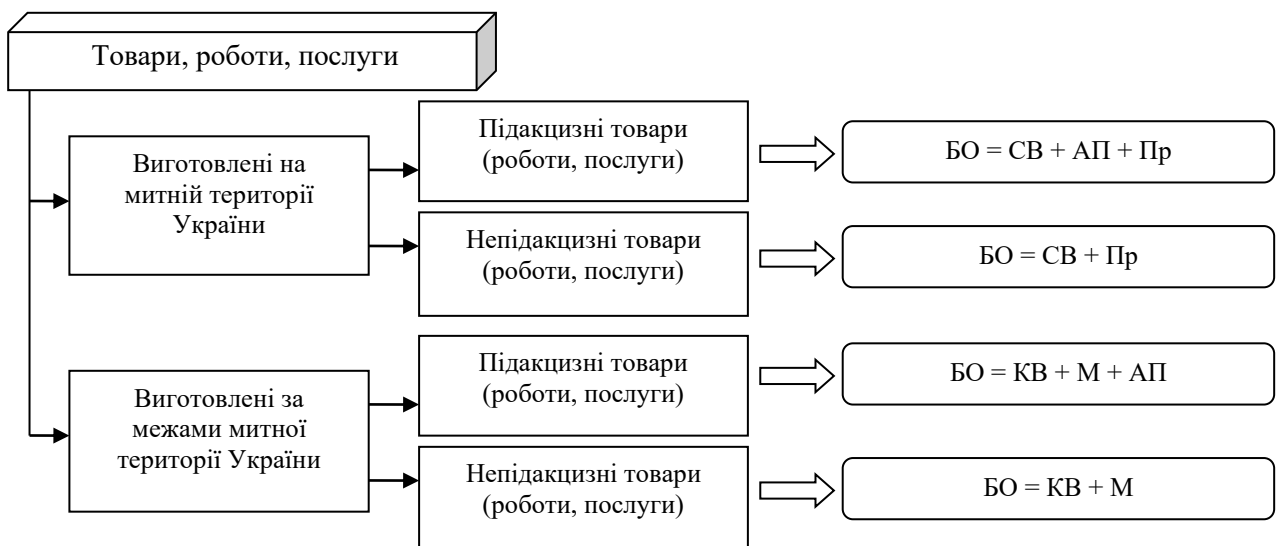 Товари, роботи, послуги
Виготовлені на
митній території
України
Підакцизні товари
(роботи, послуги)
БО = СВ + АП + Пр
Непідакцизні товари
(роботи, послуги)
БО = СВ + Пр
Виготовлені за
межами митної
території України
Підакцизні товари
(роботи, послуги)
БО = КВ + М + АП
Непідакцизні товари
(роботи, послуги)
БО = КВ + М